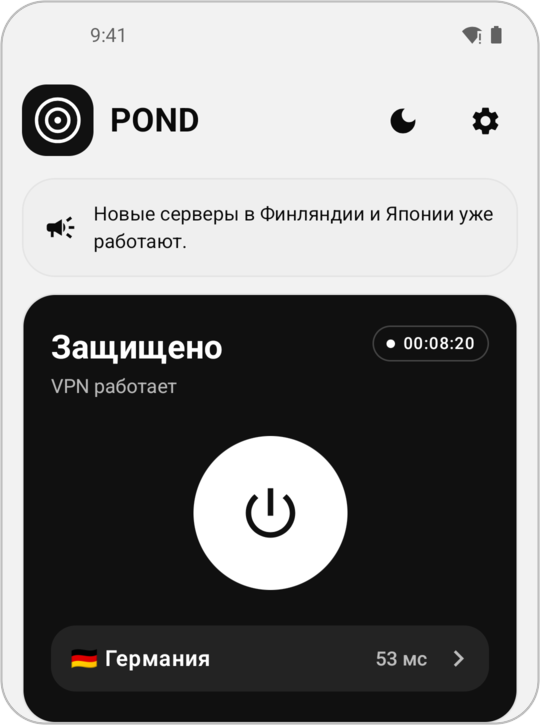 9:41
POND
Новые серверы в Финляндии и Японии уже
работают.
Защищено
00:08:20
VPN работает
Германия
53 мс